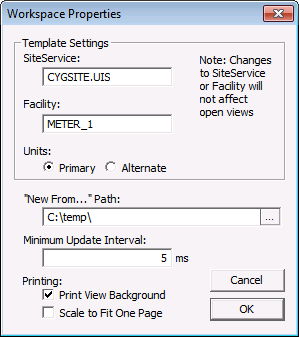 Workspace Properties
Template Settings
SiteService:
CYGSITE.UIS
Note: Changes
to SiteService
or Facility will
not affect
open views
Facility:
METER_1
Units:
Primary
Alternate
"New From..." Path:
C:\temp\
...
Minimum Update Interval:
5 ms
Printing:
Print View Background
Scale to Fit One Page
Cancel
OK